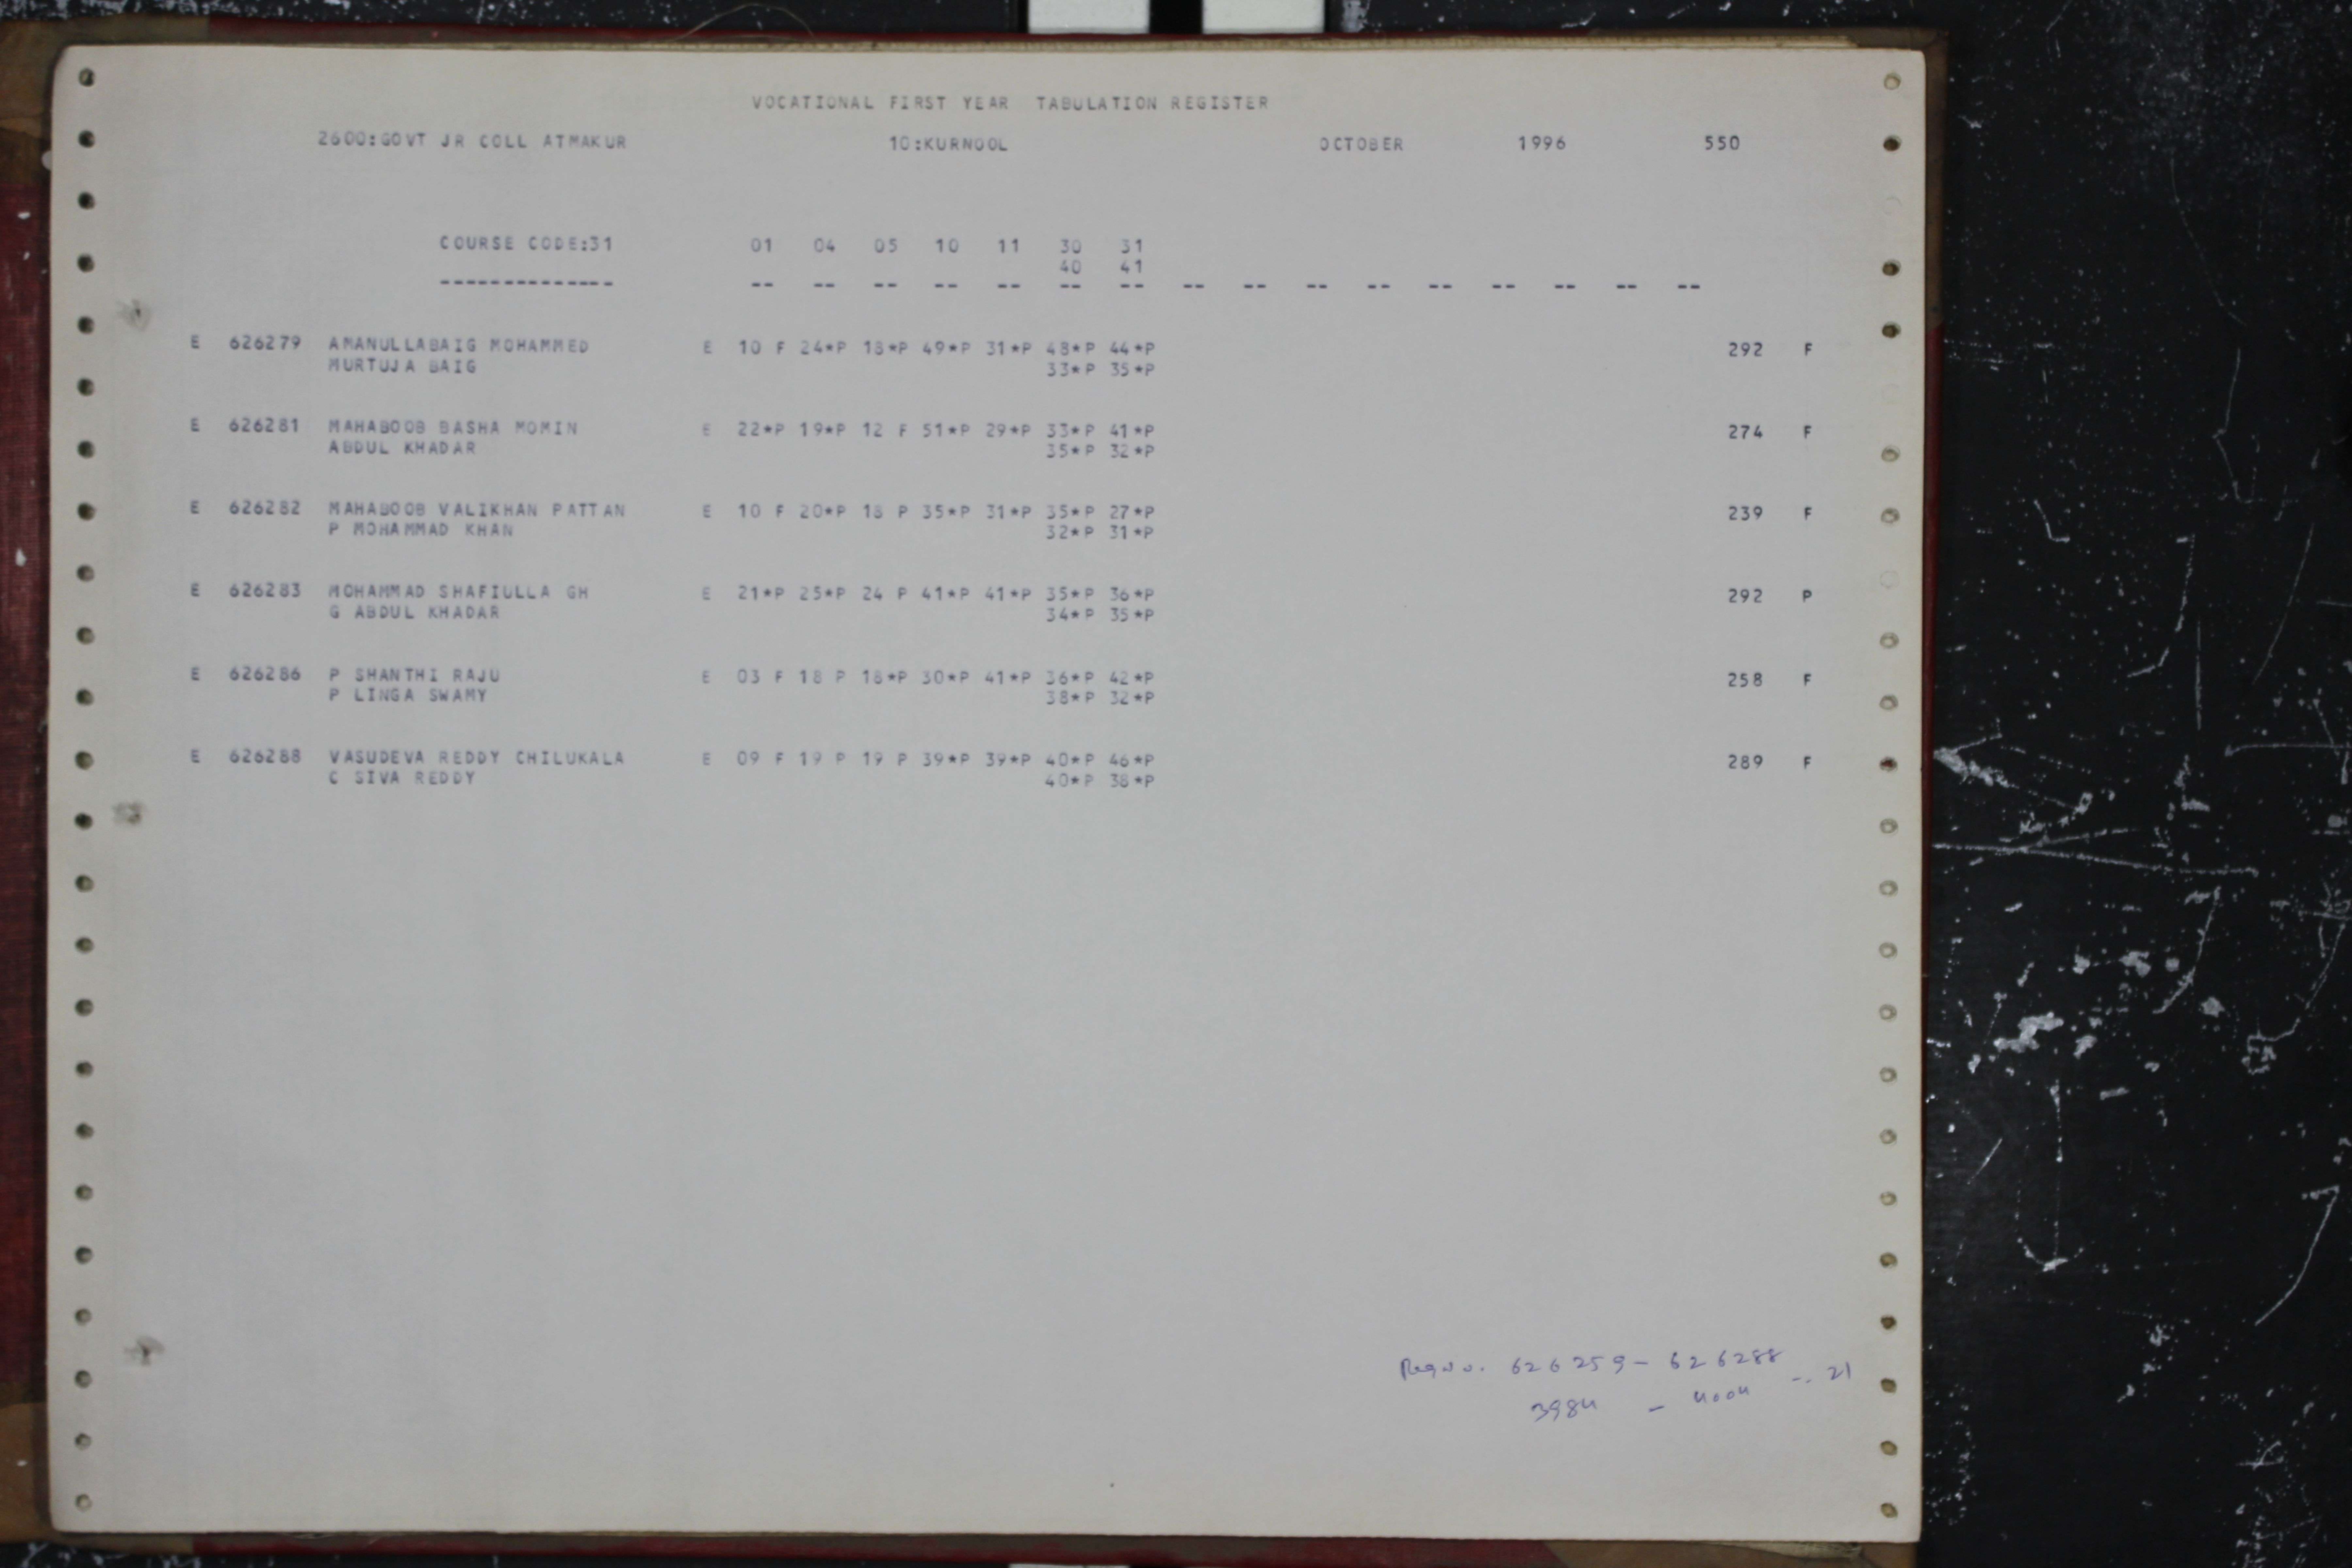 VOCATIONAL FIRST YEAR TABULATION REGISTER
2600:GOVT JR COLL ATMAKUR 10:KURNOOL OCTOBER 1996 550
COURSE CODE:31 01 04 05 10 11 30 31
40 41
-------------- -- -- -- -- -- -- -- -- -- -- -- -- -- -- -- --
E 626279 AMANULLABAIG MOHAMMED E 10 F 24*P 18*P 49*P 31*P 48*P 44*P 292 F
MURTUJA BAIG 33*P 35*P
E 626281 MAHABOOB BASHA MOMIN E 22*P 19*P 12 F 51*P 29*P 33*P 41*P 274 F
ABDUL KHADAR 35*P 32*P
E 626282 MAHABOOB VALIKHAN PATTAN E 10 F 20*P 18 P 35*P 31*P 35*P 27*P 239 F
P MOHAMMAD KHAN 32*P 31*P
E 626283 MOHAMMAD SHAFIULLA GH E 21*P 25*P 24 P 41*P 41*P 35*P 36*P 292 P
G ABDUL KHADAR 34*P 35*P
E 626286 P SHANTHI RAJU E 03 F 18 P 18*P 30*P 41*P 36*P 42*P 258 F
P LINGA SWAMY 38*P 32*P
E 626288 VASUDEVA REDDY CHILUKALA E 09 F 19 P 19 P 39*P 39*P 40*P 46*P 289 F
C SIVA REDDY 40*P 38*P
Regno. 626259 - 626288 -. 21
3984 - 4004